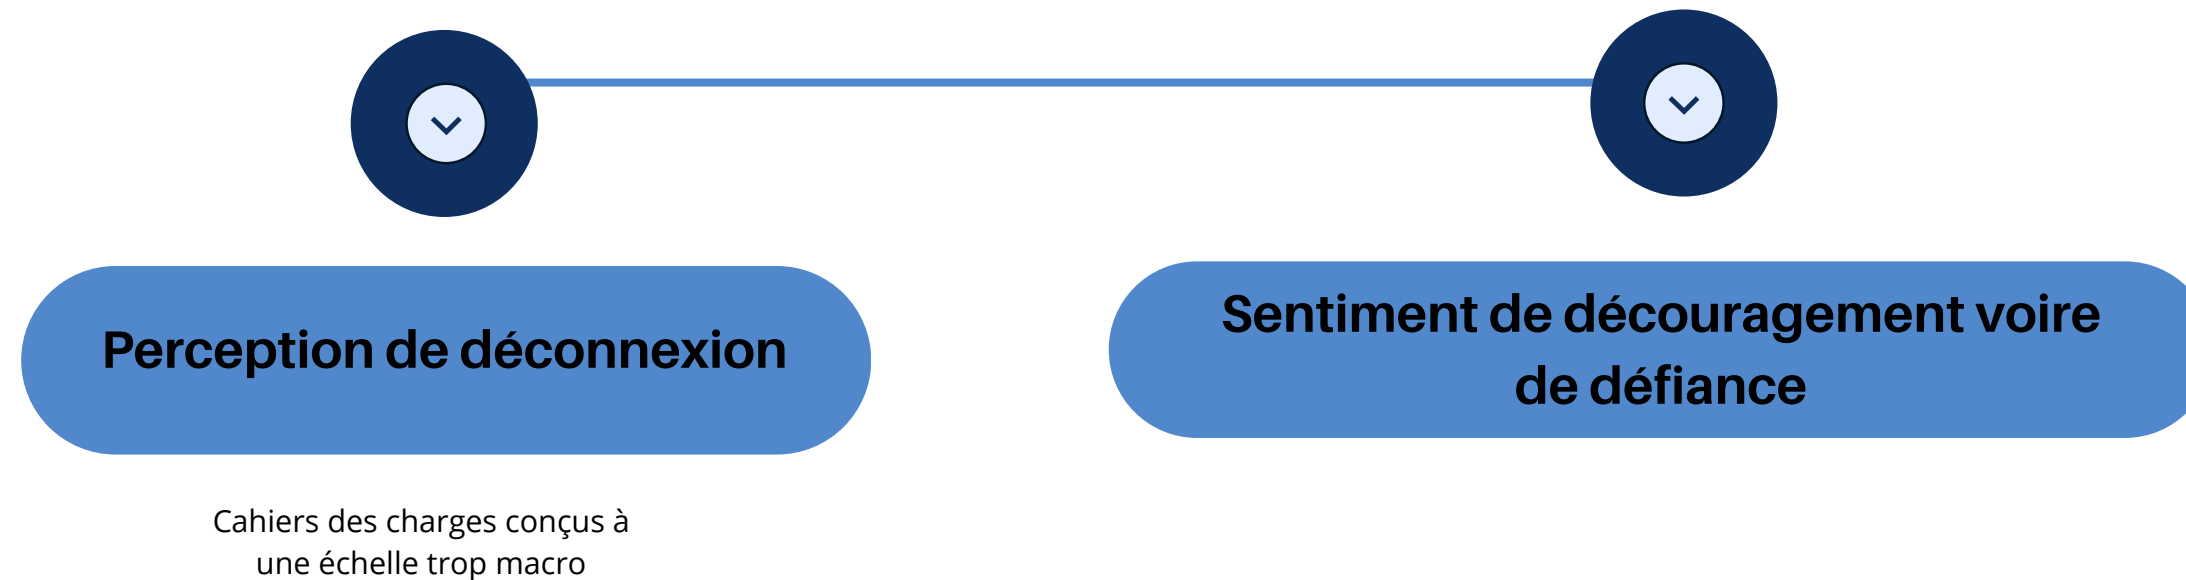 Perception de déconnexion
Sentiment de découragement voire
de défiance
Cahiers des charges conçus à
une échelle trop macro